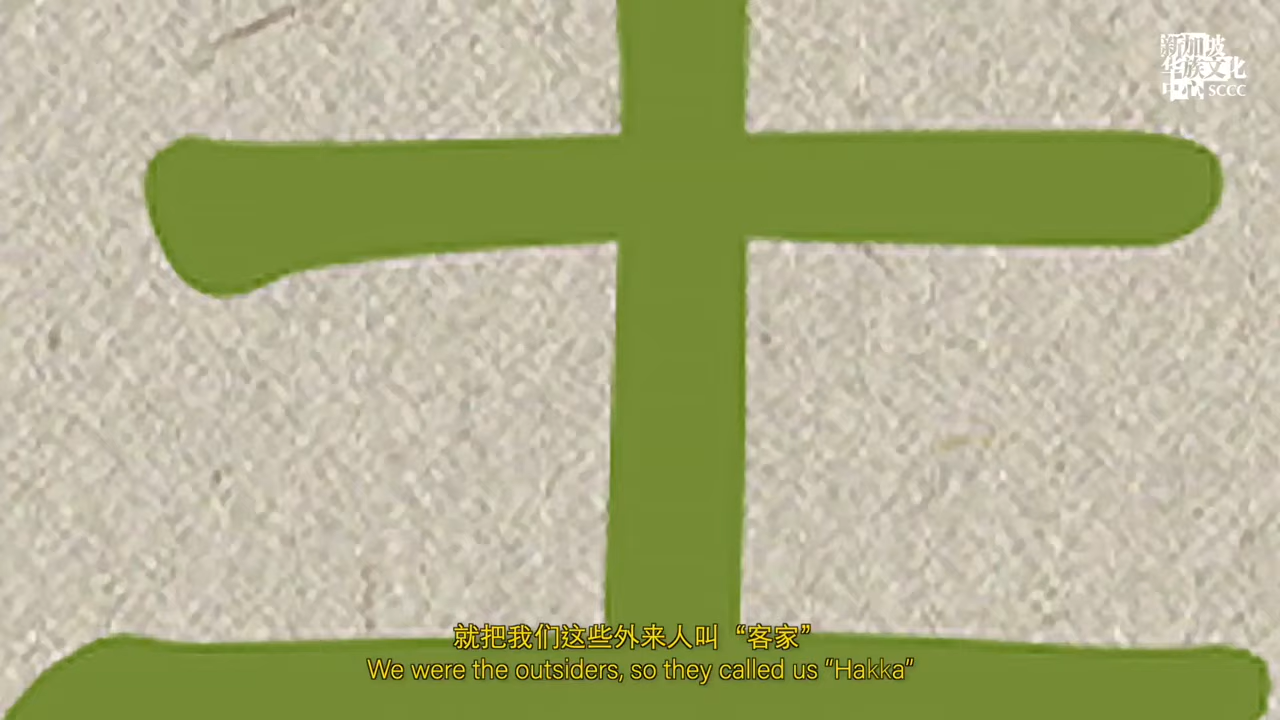 新加坡
华族文化
中心 SCCC
就把我们这些外来人叫“客家”
We were the outsiders, so they called us “Hakka”